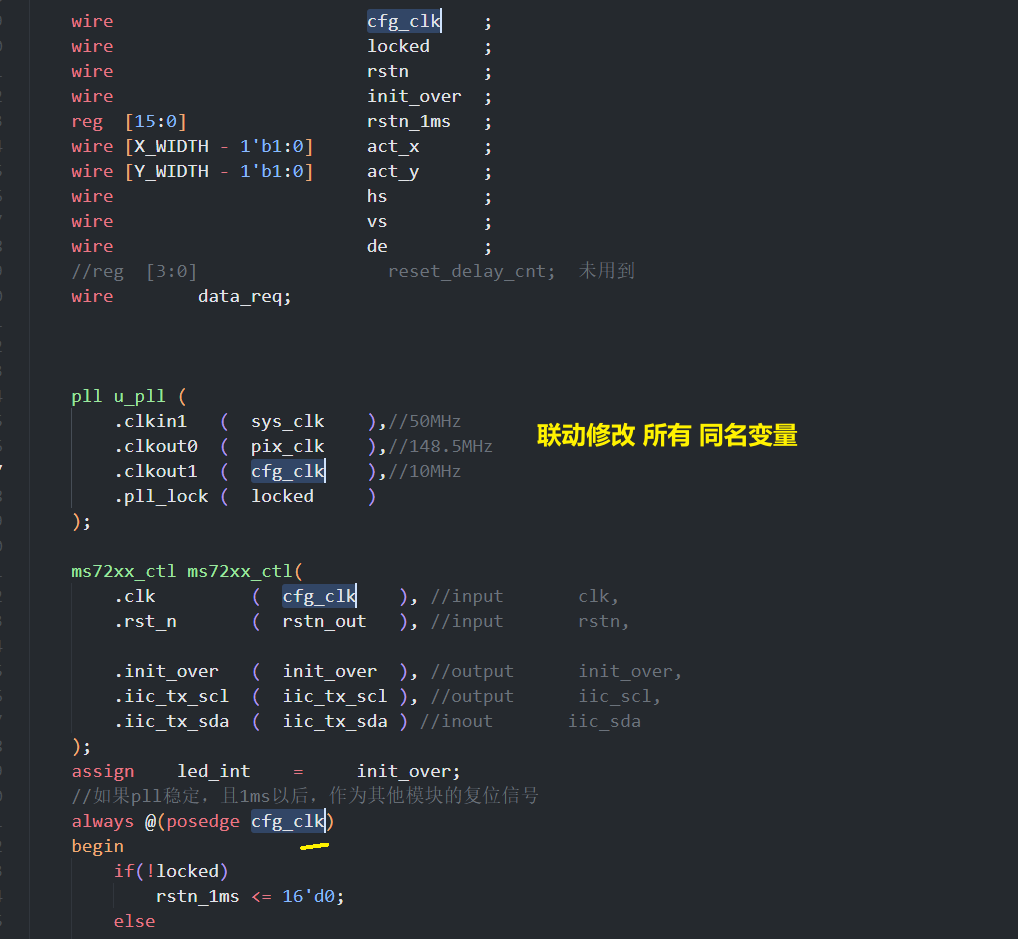 wire cfg_clk ;
wire locked ;
wire rstn ;
wire init_over ;
reg [15:0] rstn_1ms ;
wire [X_WIDTH - 1'b1:0] act_x ;
wire [Y_WIDTH - 1'b1:0] act_y ;
wire hs ;
wire vs ;
wire de ;
//reg [3:0] reset_delay_cnt; 未用到
wire data_req;
pll u_pll (
.clkin1 ( sys_clk ),//50MHz
.clkout0 ( pix_clk ),//148.5MHz
联动修改 所有 同名变量
.clkout1 ( cfg_clk ),//10MHz
.pll_lock ( locked )
);
ms72xx_ctl ms72xx_ctl(
.clk ( cfg_clk ), //input clk,
.rst_n ( rstn_out ), //input rstn,
.init_over ( init_over ), //output init_over,
.iic_tx_scl ( iic_tx_scl ), //output iic_scl,
.iic_tx_sda ( iic_tx_sda ) //inout iic_sda
);
assign led_int = init_over;
//如果pll稳定，且1ms以后，作为其他模块的复位信号
always @(posedge cfg_clk)
begin
if(!locked)
rstn_1ms <= 16'd0;
else